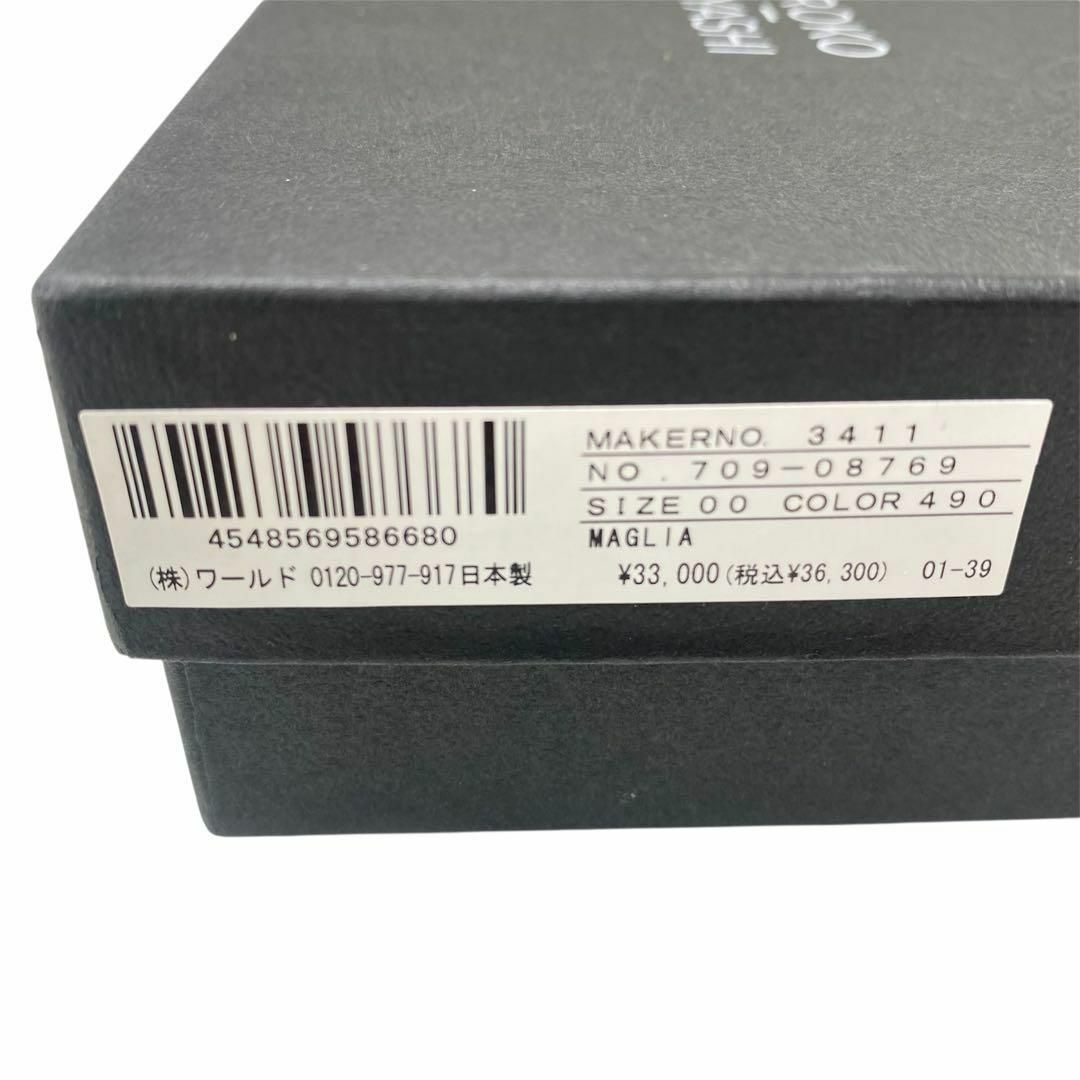 4548569586680
(株)ワールド 0120-977-917日本製
MAKERNO. 3411
NO. 709-08769
SIZE 00 COLOR 490
MAGLIA
¥33,000(税込¥36,300) 01-39